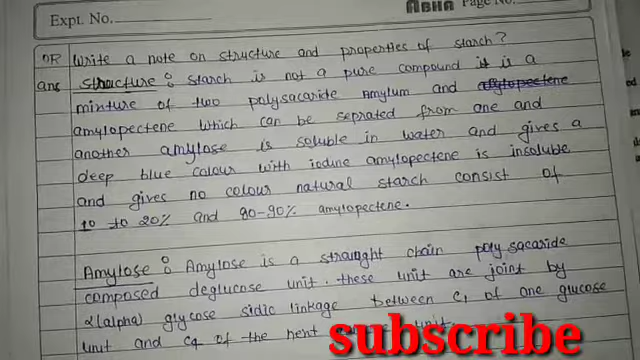 Expt. No.
ABHA Page No.
OR Write a note on structure and properties of starch?
ans structure : starch is not a pure compound it is a
mixture of two polysacaride Amylum and amylopectene
amylopectene which can be seprated from one and
another amylose is soluble in water and gives a
deep blue colour with iodine amylopectene is insoluble
and gives no colour natural starch consist of
10 to 20% and 80-90% amylopectene.
Amylose : Amylose is a straught chain polysacaride
composed deglucose unit. these unit are joint by
α(alpha) glycose sidic linkage between C1 of one glucose
unit and C4 of the next unit.
subscribe